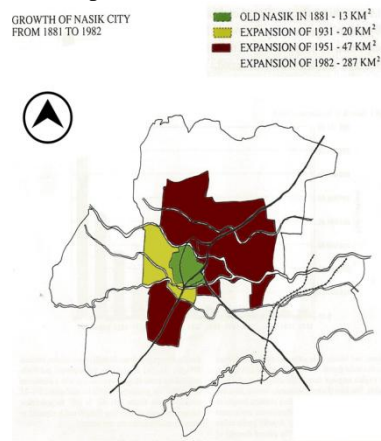 GROWTH OF NASIK CITY
FROM 1881 TO 1982
OLD NASIK IN 1881 - 13 KM²
EXPANSION OF 1931 - 20 KM²
EXPANSION OF 1951 - 47 KM²
EXPANSION OF 1982 - 287 KM²